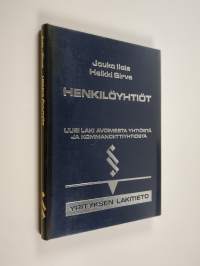 Jouko Ilola
Heikki Sirve
HENKILÖYHTIÖT
UUSI LAKI AVOIMESTA YHTIÖSTÄ
JA KOMMANDIITTIYHTIÖSTÄ
§
YRITYKSEN LAKITIETO